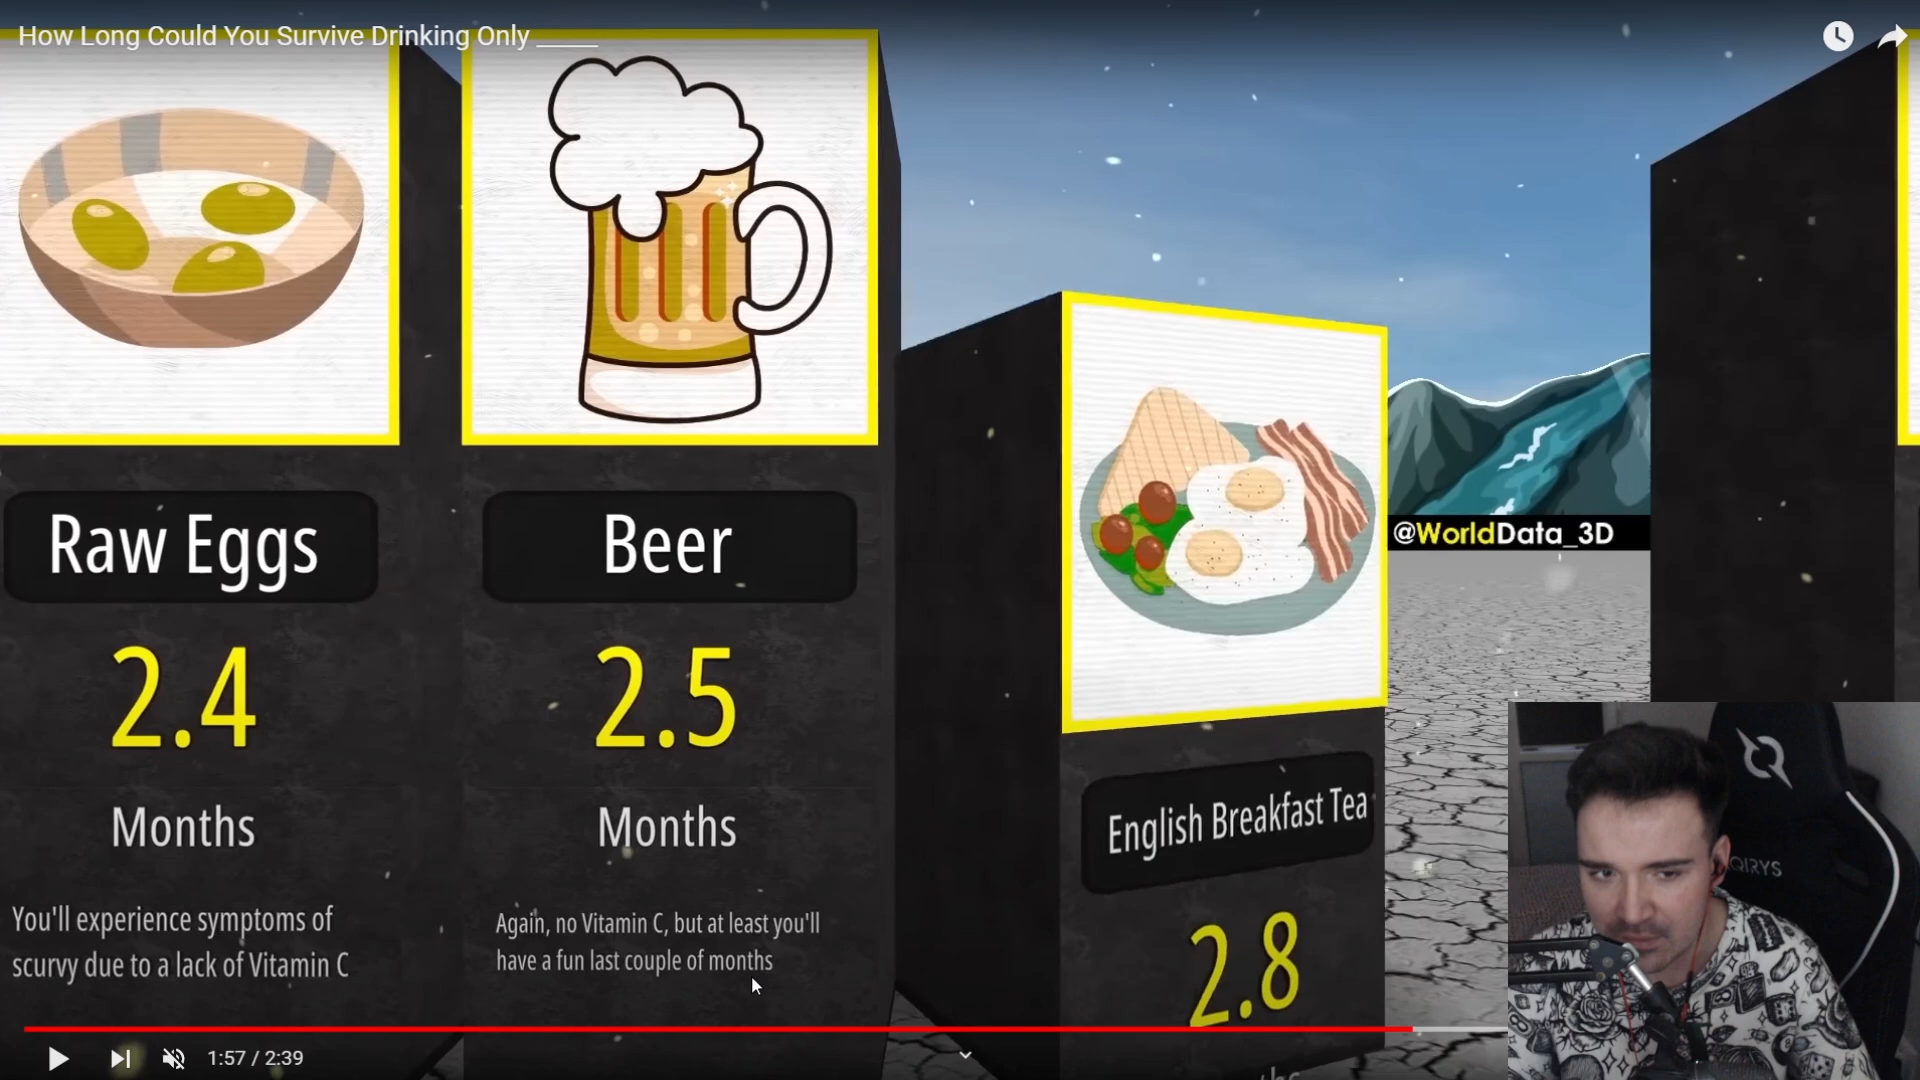 How Long Could You Survive Drinking Only _____
Raw Eggs
2.4
Months
You'll experience symptoms of
scurvy due to a lack of Vitamin C
Beer
2.5
Months
Again, no Vitamin C, but at least you'll
have a fun last couple of months
English Breakfast Tea
2.8
@WorldData_3D
1:57 / 2:39